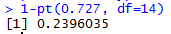 > 1-pt(0.727, df=14)
[1] 0.2396035